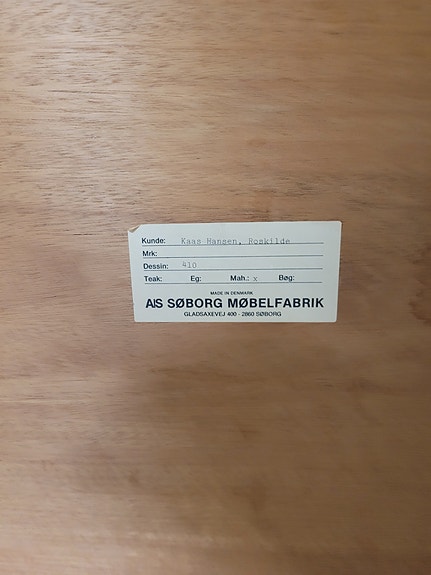 Kunde: Kaas Hansen, Roskilde
Mrk:
Dessin: 410
Teak: Eg: Mah.: x Bøg:
MADE IN DENMARK
A/S SØBORG MØBELFABRIK
GLADSAXEVEJ 400 - 2860 SØBORG